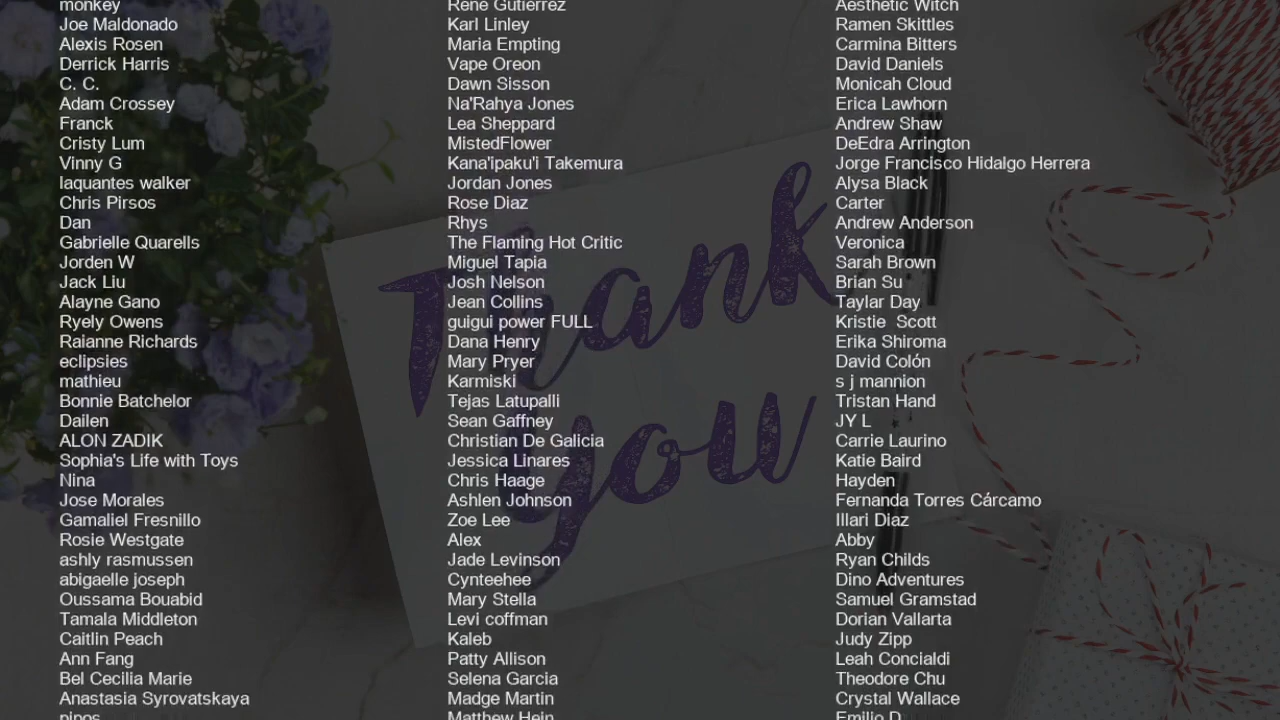 monkey
Joe Maldonado
Alexis Rosen
Derrick Harris
C. C.
Adam Crossey
Franck
Cristy Lum
Vinny G
laquantes walker
Chris Pirsos
Dan
Gabrielle Quarells
Jorden W
Jack Liu
Alayne Gano
Ryely Owens
Raianne Richards
eclipsies
mathieu
Bonnie Batchelor
Dailen
ALON ZADIK
Sophia's Life with Toys
Nina
Jose Morales
Gamaliel Fresnillo
Rosie Westgate
ashly rasmussen
abigaelle joseph
Oussama Bouabid
Tamala Middleton
Caitlin Peach
Ann Fang
Bel Cecilia Marie
Anastasia Syrovatskaya
pipos
Rene Gutierrez
Karl Linley
Maria Empting
Vape Oreon
Dawn Sisson
Na'Rahya Jones
Lea Sheppard
MistedFlower
Kana'ipaku'i Takemura
Jordan Jones
Rose Diaz
Rhys
The Flaming Hot Critic
Miguel Tapia
Josh Nelson
Jean Collins
guigui power FULL
Dana Henry
Mary Pryer
Karmiski
Tejas Latupalli
Sean Gaffney
Christian De Galicia
Jessica Linares
Chris Haage
Ashlen Johnson
Zoe Lee
Alex
Jade Levinson
Cynteehee
Mary Stella
Levi coffman
Kaleb
Patty Allison
Selena Garcia
Madge Martin
Matthew Hein
Aesthetic Witch
Ramen Skittles
Carmina Bitters
David Daniels
Monicah Cloud
Erica Lawhorn
Andrew Shaw
DeEdra Arrington
Jorge Francisco Hidalgo Herrera
Alysa Black
Carter
Andrew Anderson
Veronica
Sarah Brown
Brian Su
Taylar Day
Kristie  Scott
Erika Shiroma
David Colón
s j mannion
Tristan Hand
JY L
Carrie Laurino
Katie Baird
Hayden
Fernanda Torres Cárcamo
Illari Diaz
Abby
Ryan Childs
Dino Adventures
Samuel Gramstad
Dorian Vallarta
Judy Zipp
Leah Concialdi
Theodore Chu
Crystal Wallace
Emilio D
Thank
you